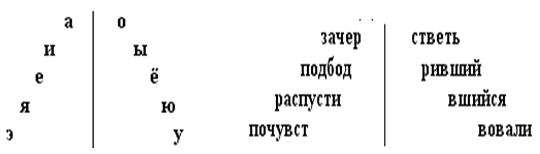 а о
и ы
е ё
я ю
э у
зачер стветь
подбод ривший
распусти вшийся
почувст вовали